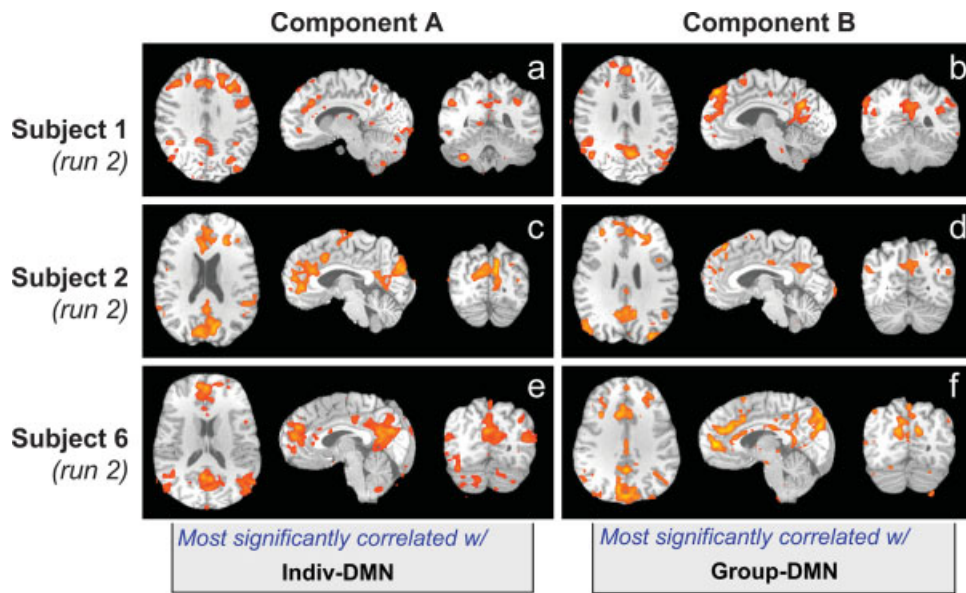 Component A
Component B
Subject 1
(run 2)
a
b
Subject 2
(run 2)
c
d
Subject 6
(run 2)
e
f
Most significantly correlated w/
Indiv-DMN
Most significantly correlated w/
Group-DMN